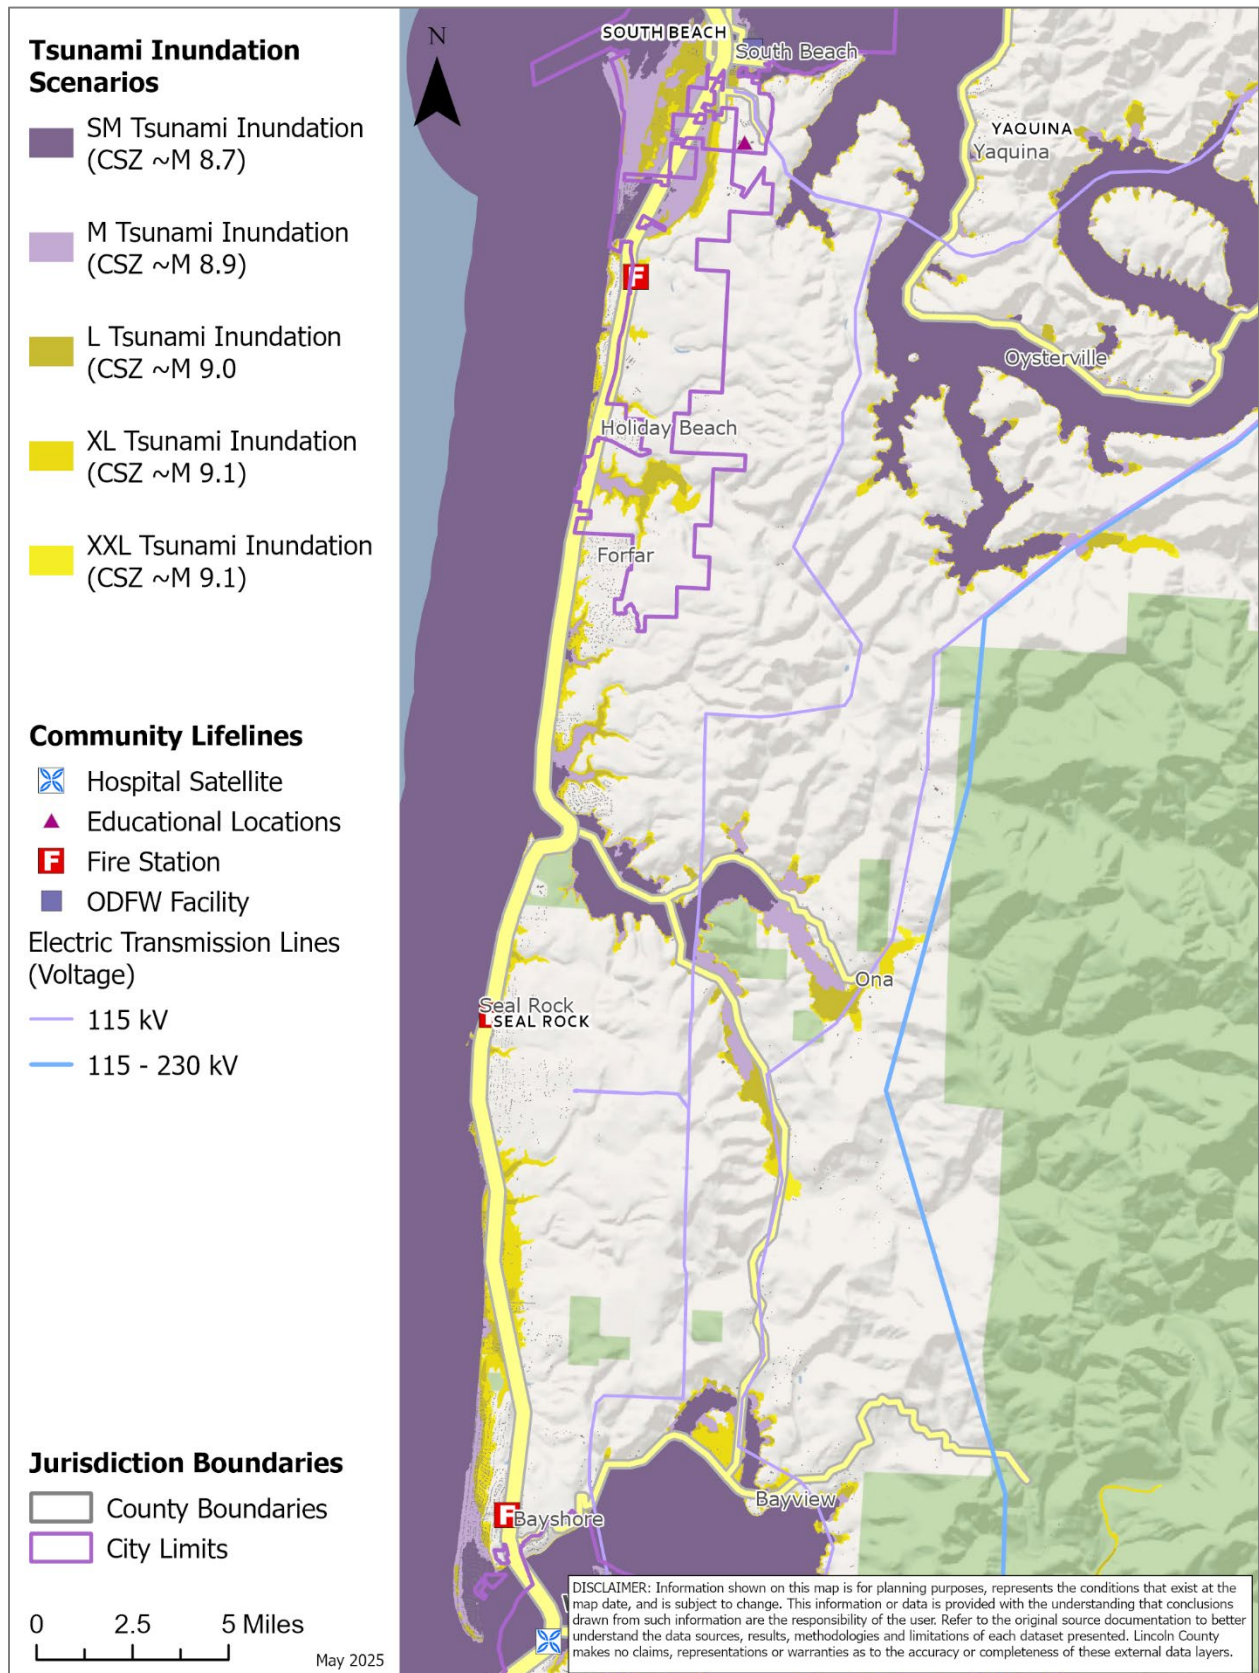 Tsunami Inundation
Scenarios
SM Tsunami Inundation
(CSZ ~M 8.7)
M Tsunami Inundation
(CSZ ~M 8.9)
L Tsunami Inundation
(CSZ ~M 9.0
XL Tsunami Inundation
(CSZ ~M 9.1)
XXL Tsunami Inundation
(CSZ ~M 9.1)
Community Lifelines
Hospital Satellite
Educational Locations
F Fire Station
ODFW Facility
Electric Transmission Lines
(Voltage)
115 kV
115 - 230 kV
Jurisdiction Boundaries
County Boundaries
City Limits
0 2.5 5 Miles
May 2025
N
SOUTH BEACH
South Beach
YAQUINA
Yaquina
F
Oysterville
Holiday Beach
Forfar
Ona
Seal Rock
SEAL ROCK
Bayview
F
Bayshore
DISCLAIMER: Information shown on this map is for planning purposes, represents the conditions that exist at the
map date, and is subject to change. This information or data is provided with the understanding that conclusions
drawn from such information are the responsibility of the user. Refer to the original source documentation to better
understand the data sources, results, methodologies and limitations of each dataset presented. Lincoln County
makes no claims, representations or warranties as to the accuracy or completeness of these external data layers.